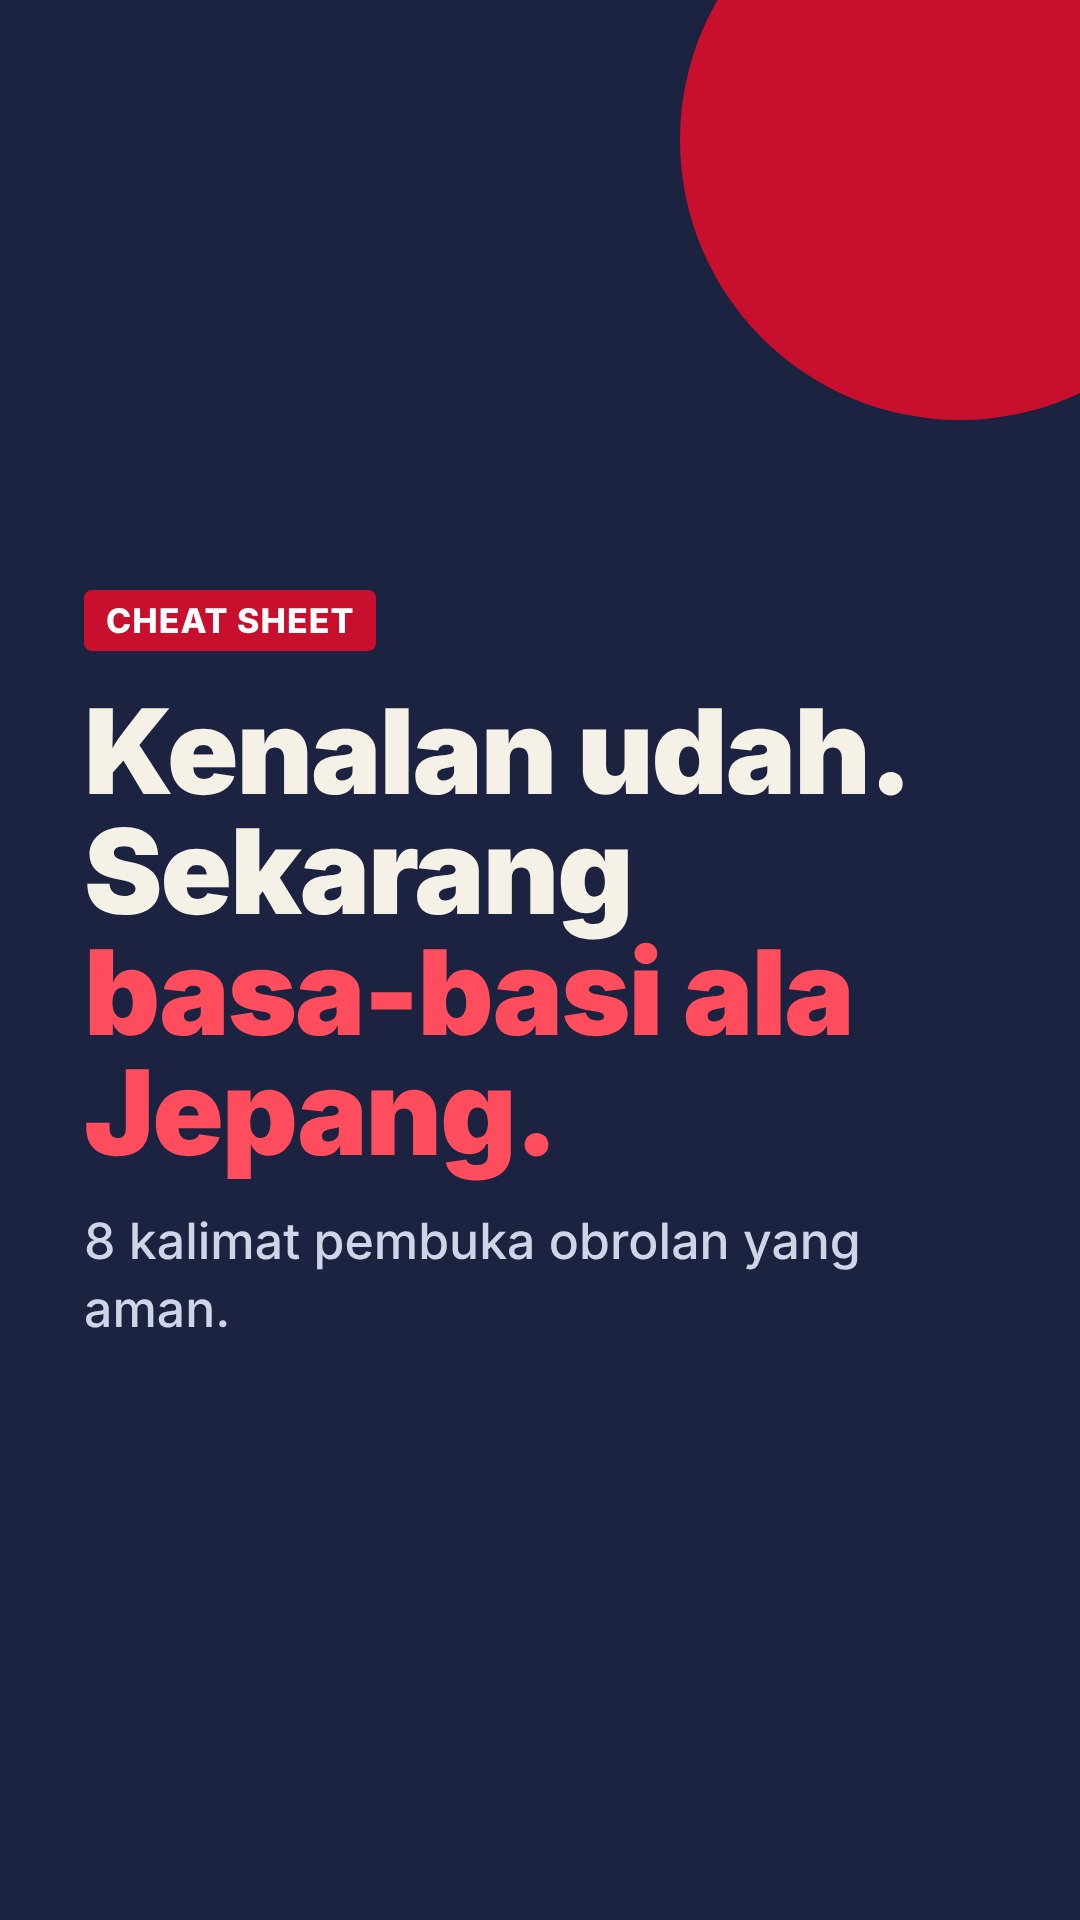 CHEAT SHEET
Kenalan udah.
Sekarang
basa-basi ala
Jepang.
8 kalimat pembuka obrolan yang
aman.